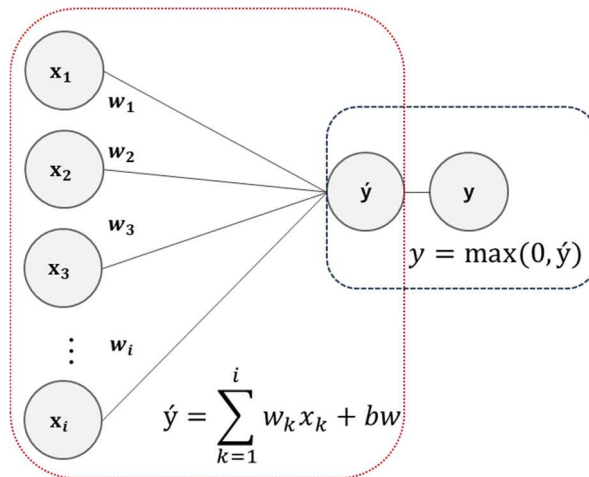 x₁
w₁
x₂
w₂
x₃
w₃
⋮
wᵢ
xᵢ
ý
y
y = max(0, ý)
ý = ∑ᵢₖ₌₁ wₖxₖ + bw